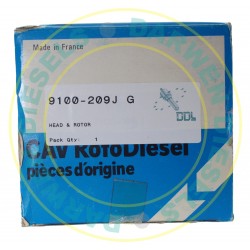 Made in France
9100-209J G
DDL
HEAD & ROTOR
Pack Qty: 1
CAV RotoDiesel
pièces d'origine